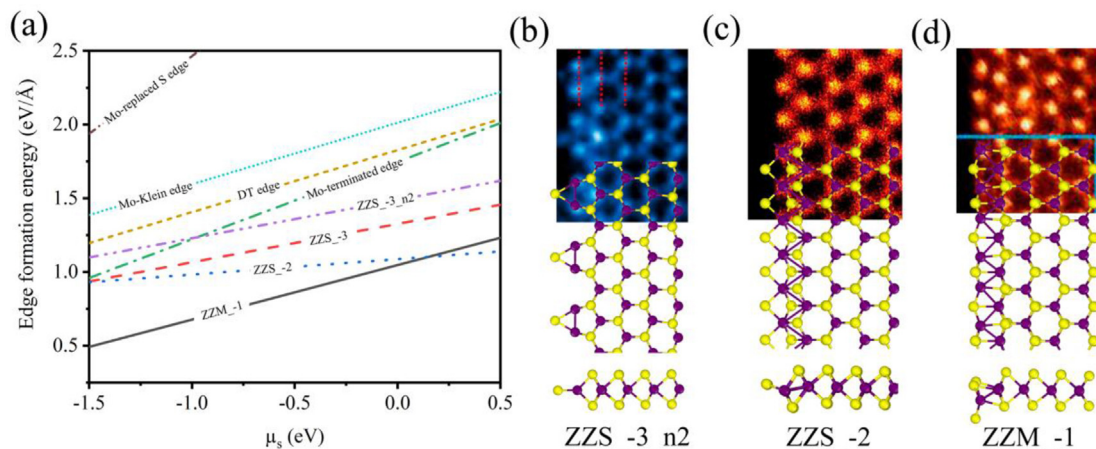 (a)
(b)
(c)
(d)
Edge formation energy (eV/Å)
2.5
2.0
1.5
1.0
0.5
Mo-replaced S edge
Mo-Klein edge
DT edge
Mo-terminated edge
ZZS_-3_n2
ZZS_-3
ZZS_-2
ZZM_-1
-1.5 -1.0 -0.5 0.0 0.5
μs (eV)
ZZS -3 n2
ZZS -2
ZZM -1